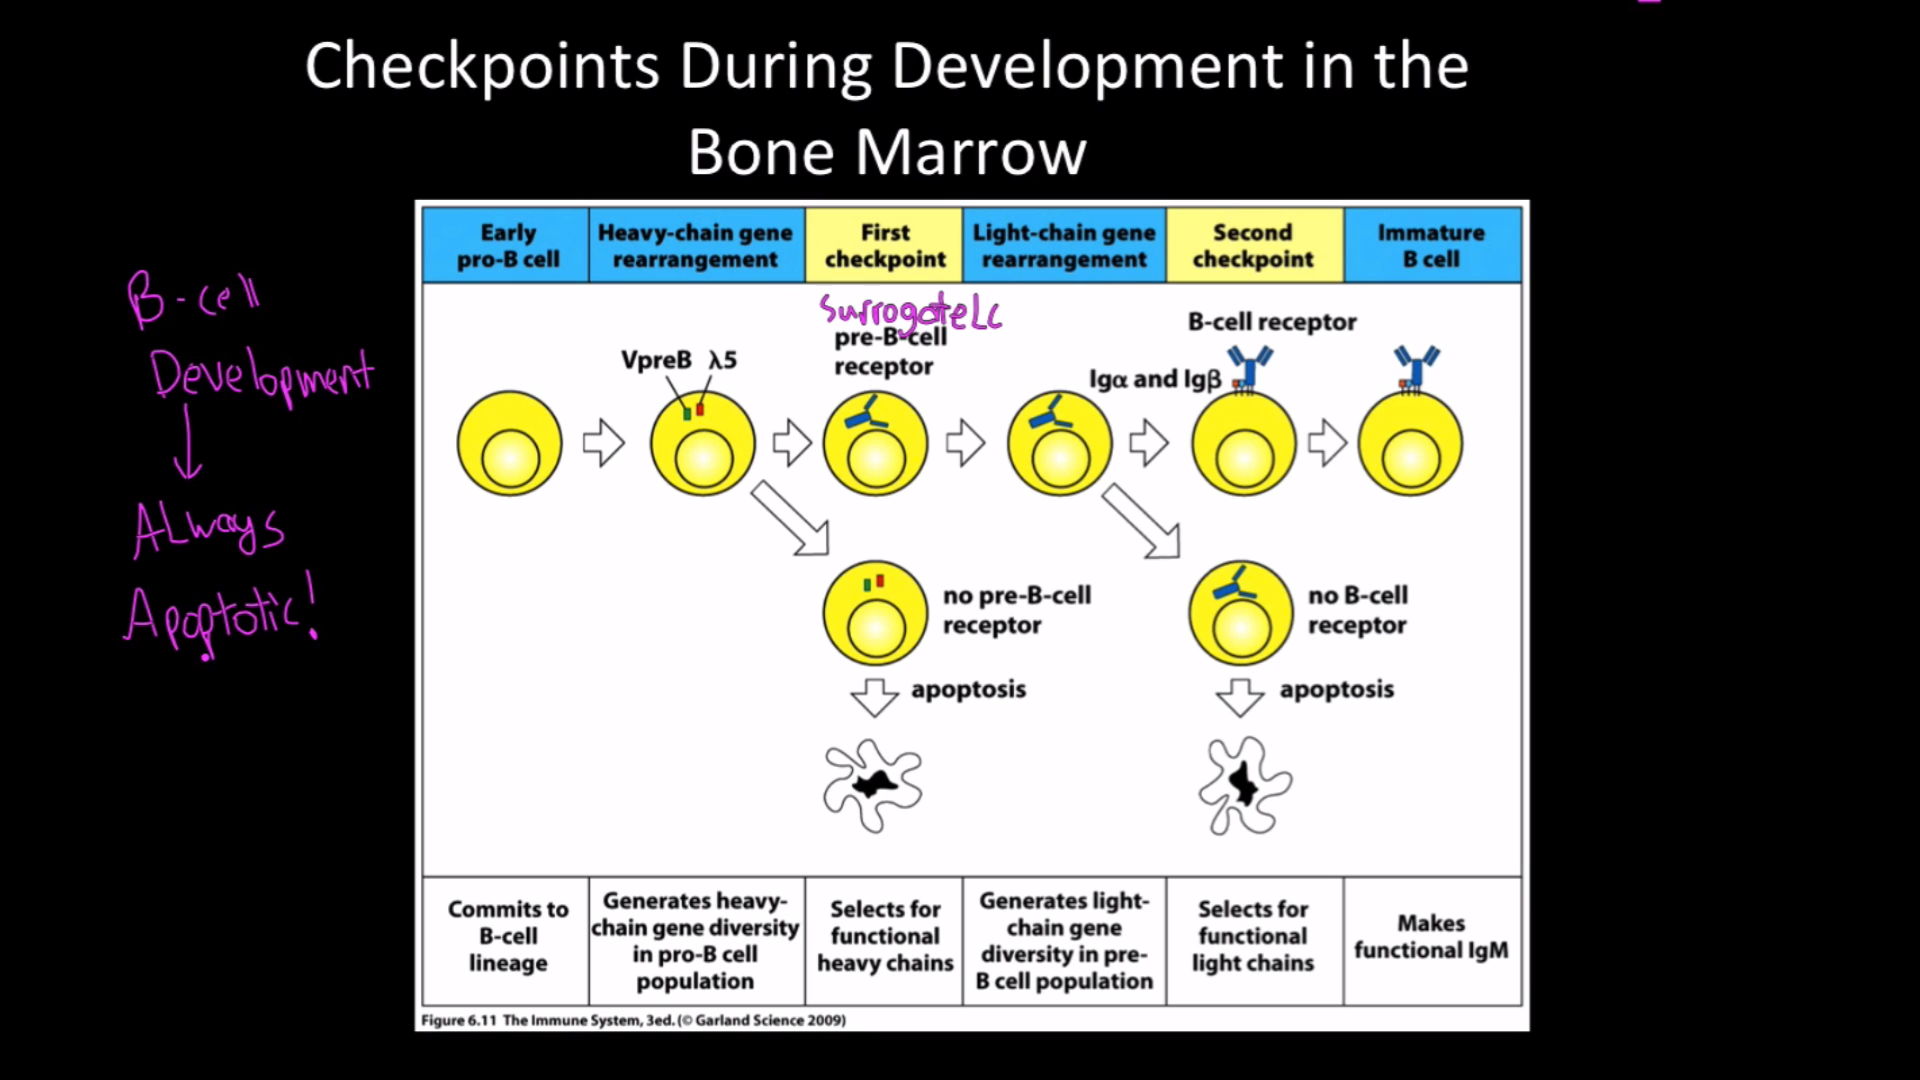 Checkpoints During Development in the
Bone Marrow
B-cell
Development
ALways
Apoptotic!
Early
pro-B cell
Heavy-chain gene
rearrangement
First
checkpoint
Light-chain gene
rearrangement
Second
checkpoint
Immature
B cell
SurrogateLc
pre-B-cell
receptor
VpreB λ5
B-cell receptor
Igα and Igβ
no pre-B-cell
receptor
no B-cell
receptor
apoptosis
apoptosis
Commits to
B-cell
lineage
Generates heavy-
chain gene diversity
in pro-B cell
population
Selects for
functional
heavy chains
Generates light-
chain gene
diversity in pre-
B cell population
Selects for
functional
light chains
Makes
functional IgM
Figure 6.11 The Immune System, 3ed. (© Garland Science 2009)